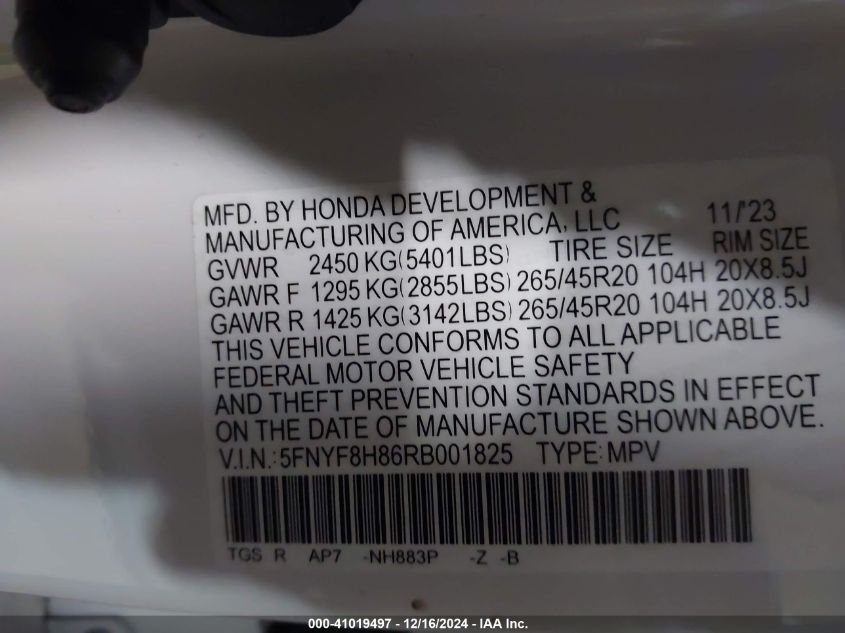 MFD. BY HONDA DEVELOPMENT &
MANUFACTURING OF AMERICA, LLC 11/'23
GVWR 2450 KG(5401LBS) TIRE SIZE RIM SIZE
GAWR F 1295 KG(2855LBS) 265/45R20 104H 20X8.5J
GAWR R 1425 KG(3142LBS) 265/45R20 104H 20X8.5J
THIS VEHICLE CONFORMS TO ALL APPLICABLE
FEDERAL MOTOR VEHICLE SAFETY
AND THEFT PREVENTION STANDARDS IN EFFECT
ON THE DATE OF MANUFACTURE SHOWN ABOVE.
V.I.N.:5FNYF8H86RB001825 TYPE:MPV
TGS R AP7 -NH883P -Z -B
000-41019497 - 12/16/2024 - IAA Inc.